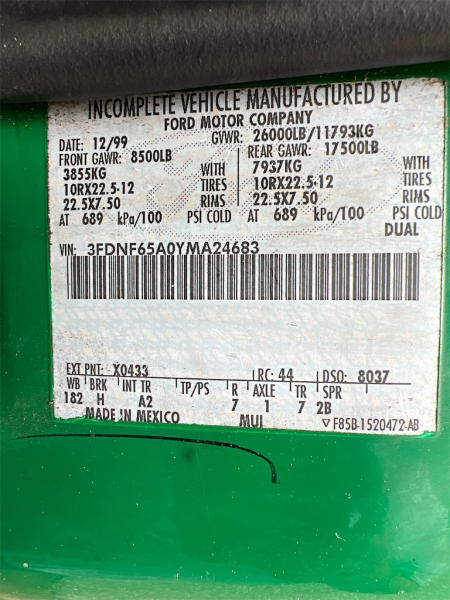 INCOMPLETE VEHICLE MANUFACTURED BY
FORD MOTOR COMPANY
DATE: 12/99 GVWR: 26000LB/11793KG
FRONT GAWR: 8500LB REAR GAWR: 17500LB
3855KG WITH 7937KG WITH
10RX22.5-12 TIRES 10RX22.5-12 TIRES
22.5X7.50 RIMS 22.5X7.50 RIMS
AT 689 kPa/100 PSI COLD AT 689 kPa/100 PSI COLD
DUAL
VIN: 3FDNF65A0YMA24683
EXT PNT: X0433 RC: 44 DSO: 8037
WB BRK INT TR TP/PS R AXLE TR SPR
182 H A2 7 1 7 2B
MADE IN MEXICO MUI F85B-1520472-AB